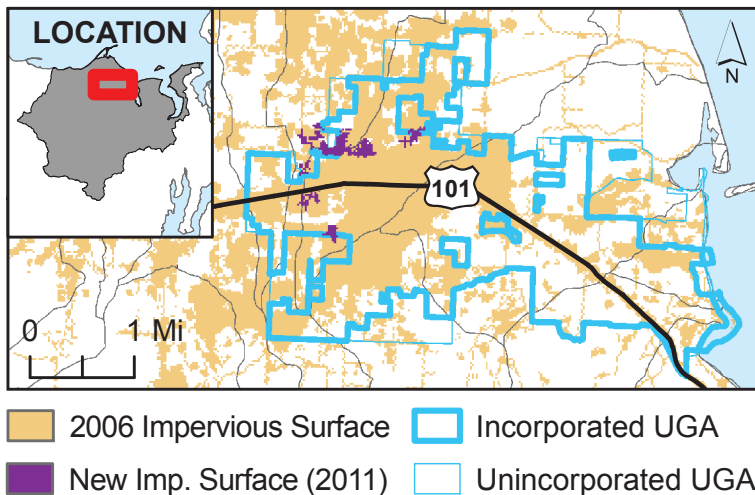 LOCATION
N
101
0 1 Mi
2006 Impervious Surface
Incorporated UGA
New Imp. Surface (2011)
Unincorporated UGA